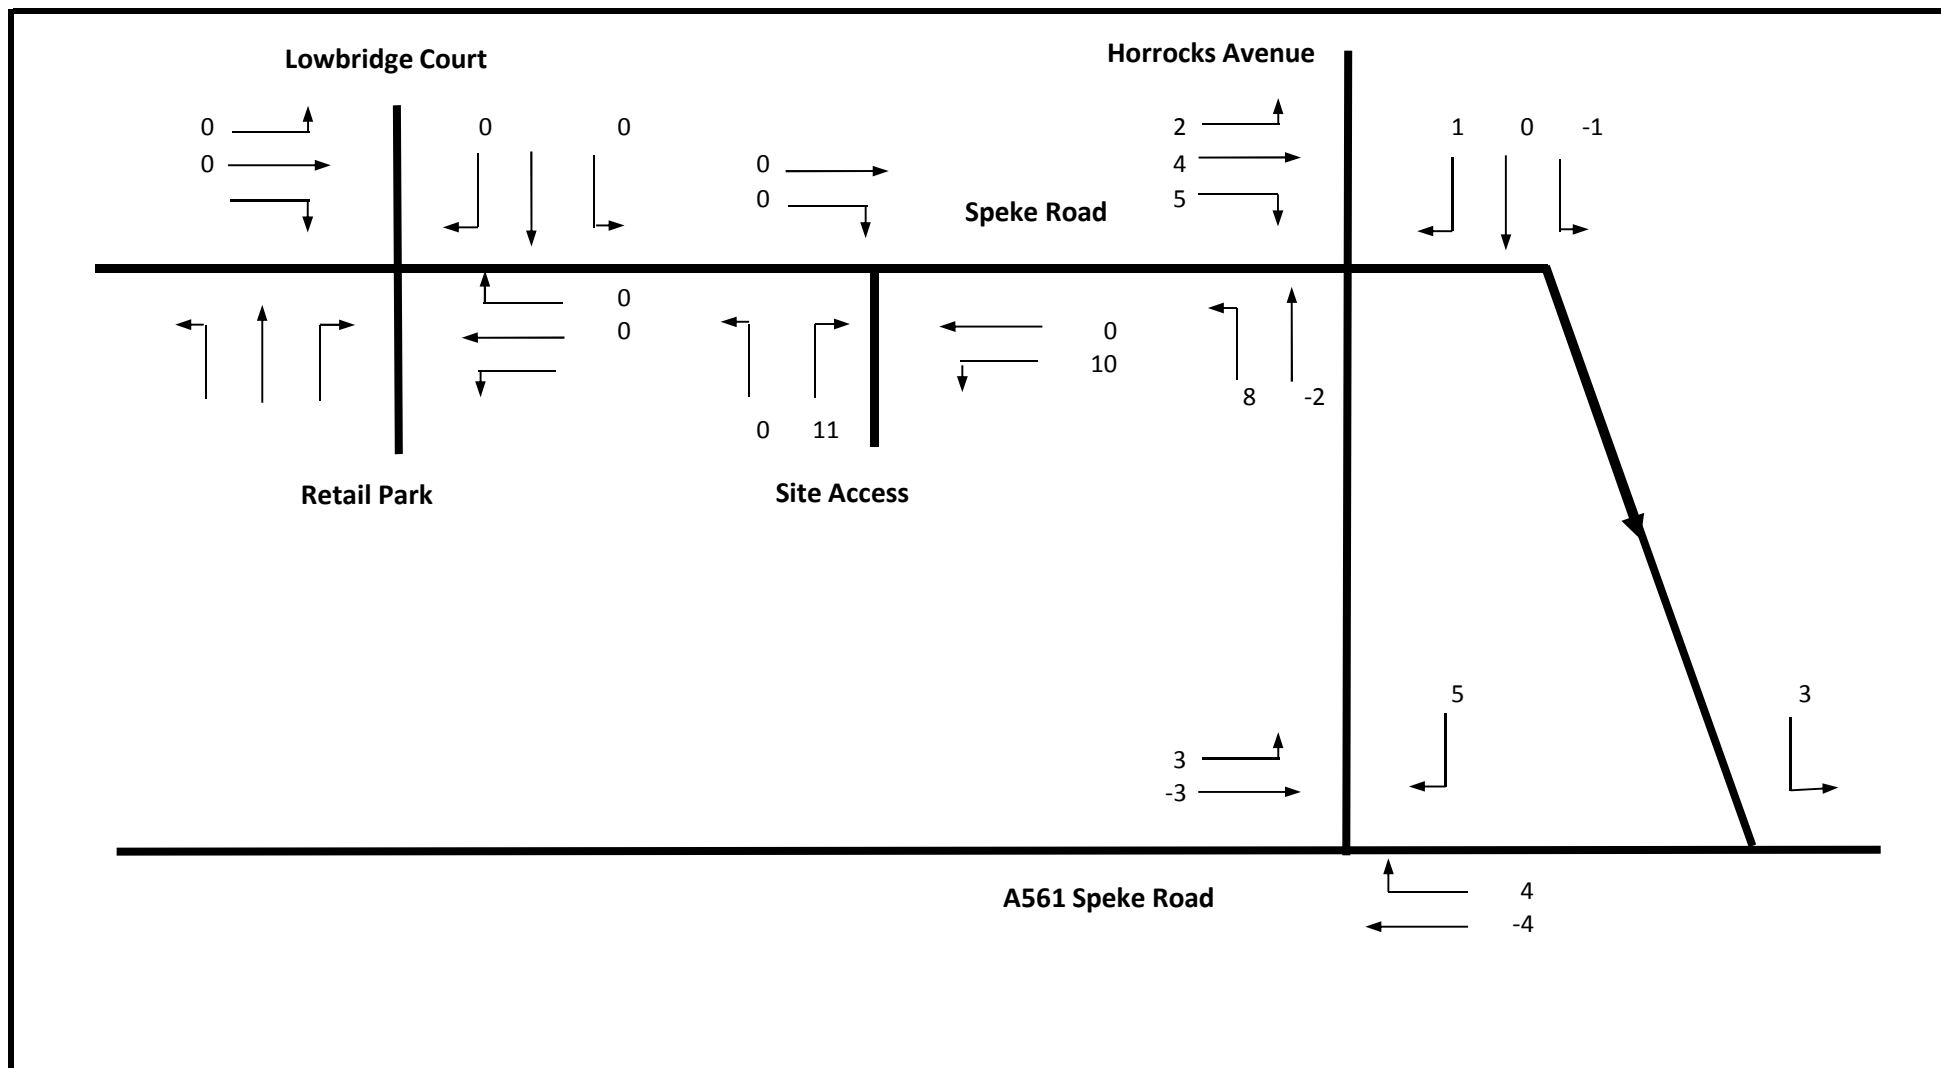 Horrocks Avenue
Lowbridge Court
0 0 0 2 1 0 -1
0 0 4
0 5
Speke Road
0
0 0
10
8 -2
0 11
Retail Park Site Access
5 3
3
-3
A561 Speke Road 4
-4